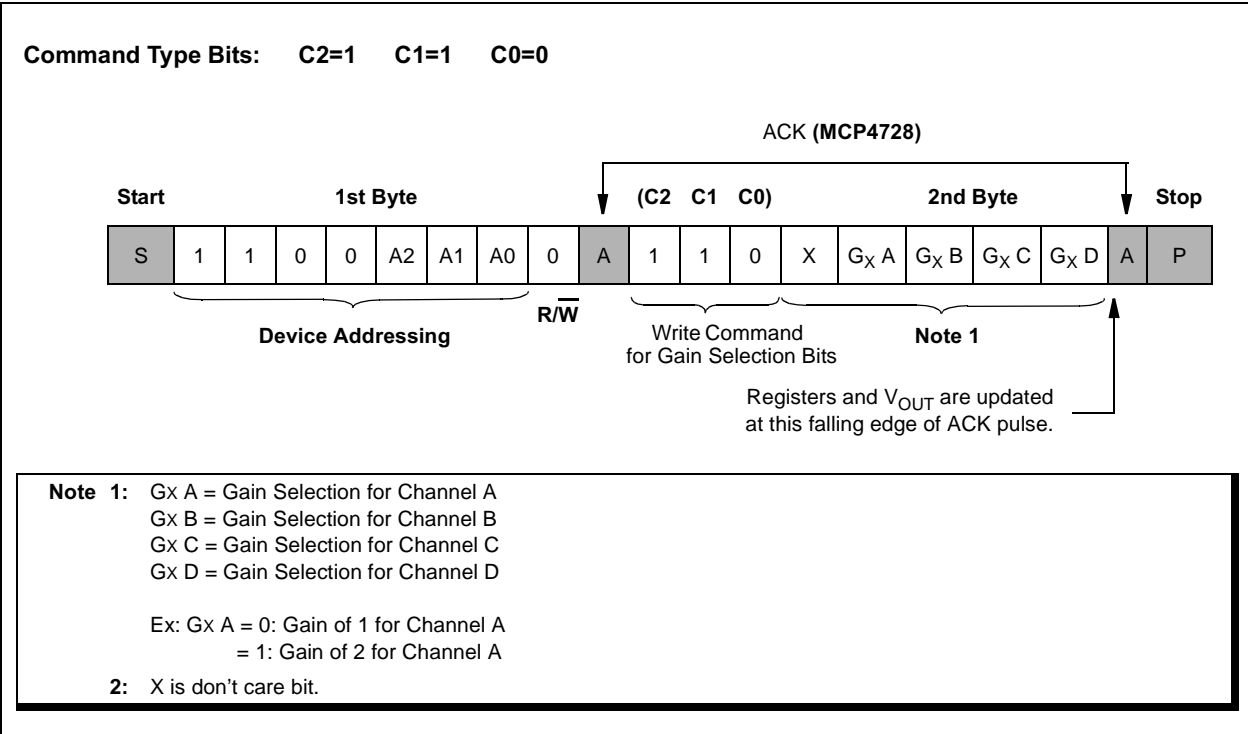 Command Type Bits: C2=1 C1=1 C0=0
ACK (MCP4728)
Start 1st Byte (C2 C1 C0) 2nd Byte Stop
S 1 1 0 0 A2 A1 A0 0 A 1 1 0 X GX A GX B GX C GX D A P
Device Addressing
R/W
Write Command
for Gain Selection Bits
Note 1
Registers and VOUT are updated
at this falling edge of ACK pulse.
Note 1: GX A = Gain Selection for Channel A
GX B = Gain Selection for Channel B
GX C = Gain Selection for Channel C
GX D = Gain Selection for Channel D
Ex: GX A = 0: Gain of 1 for Channel A
= 1: Gain of 2 for Channel A
2: X is don't care bit.